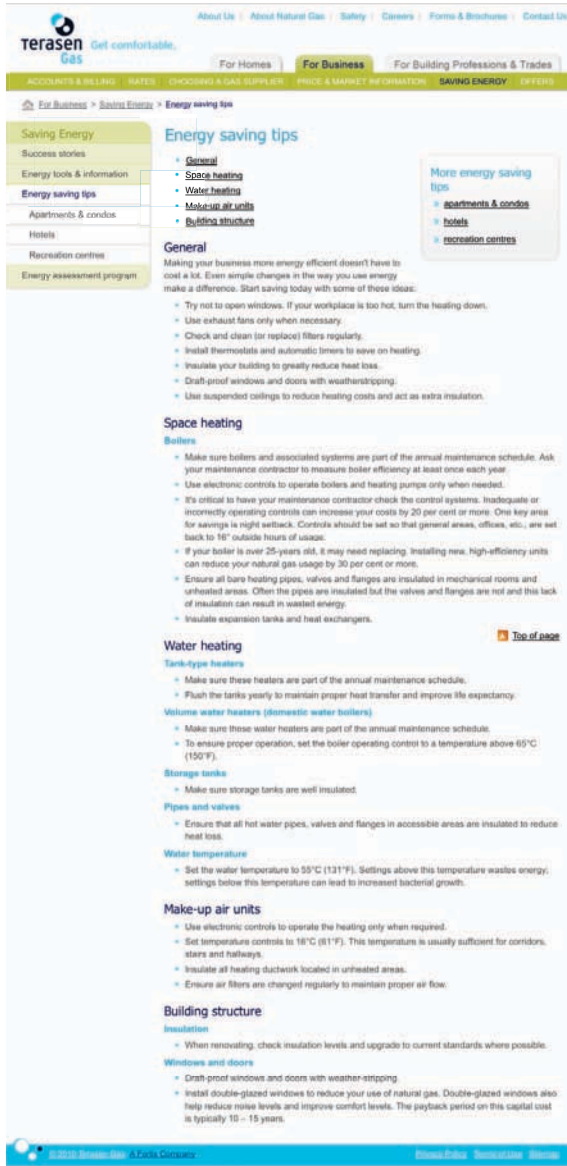 About Us | About Natural Gas | Safety | Careers | Forms & Brochures | Contact Us
TERASEN Gas
Get comfortable.
For Homes
For Business
For Building Professions & Trades
ACCOUNTS & BILLING RATES CHOOSING A GAS SUPPLIER PRICE & MARKET INFORMATION SAVING ENERGY OFFERS
For Business > Saving Energy > Energy saving tips
Saving Energy
Success stories
Energy tools & information
Energy saving tips
Apartments & condos
Hotels
Recreation centres
Energy assessment program
Energy saving tips
General
Space heating
Water heating
Make-up air units
Building structure
More energy saving
tips
apartments & condos
hotels
recreation centres
General
Making your business more energy efficient doesn't have to
cost a lot. Even simple changes in the way you use energy
make a difference. Start saving today with some of these ideas:
Try not to open windows. If your workplace is too hot, turn the heating down.
Use exhaust fans only when necessary.
Check and clean (or replace) filters regularly.
Install thermostats and automatic timers to save on heating.
Insulate your building to greatly reduce heat loss.
Draft-proof windows and doors with weatherstripping.
Use suspended ceilings to reduce heating costs and act as extra insulation.
Space heating
Boilers
Make sure boilers and associated systems are part of the annual maintenance schedule. Ask
your maintenance contractor to measure boiler efficiency at least once each year.
Use electronic controls to operate boilers and heating pumps only when needed.
It's critical to have your maintenance contractor check the control systems. Inadequate or
incorrectly operating controls can increase your costs by 20 per cent or more. One key area
for savings is night setback. Controls should be set so that general areas, offices, etc., are set
back to 16° outside hours of usage.
If your boiler is over 25-years old, it may need replacing. Installing new, high-efficiency units
can reduce your natural gas usage by 30 per cent or more.
Ensure all bare heating pipes, valves and flanges are insulated in mechanical rooms and
unheated areas. Often the pipes are insulated but the valves and flanges are not and this lack
of insulation can result in wasted energy.
Insulate expansion tanks and heat exchangers.
Top of page
Water heating
Tank-type heaters
Make sure these heaters are part of the annual maintenance schedule.
Flush the tanks yearly to maintain proper heat transfer and improve life expectancy.
Volume water heaters (domestic water boilers)
Make sure these water heaters are part of the annual maintenance schedule.
To ensure proper operation, set the boiler operating control to a temperature above 65°C
(150°F).
Storage tanks
Make sure storage tanks are well insulated.
Pipes and valves
Ensure that all hot water pipes, valves and flanges in accessible areas are insulated to reduce
heat loss.
Water temperature
Set the water temperature to 55°C (131°F). Settings above this temperature wastes energy;
settings below this temperature can lead to increased bacterial growth.
Make-up air units
Use electronic controls to operate the heating only when required.
Set temperature controls to 16°C (61°F). This temperature is usually sufficient for corridors,
stairs and hallways.
Insulate all heating ductwork located in unheated areas.
Ensure air filters are changed regularly to maintain proper air flow.
Building structure
Insulation
When renovating, check insulation levels and upgrade to current standards where possible.
Windows and doors
Draft-proof windows and doors with weather-stripping.
Install double-glazed windows to reduce your use of natural gas. Double-glazed windows also
help reduce noise levels and improve comfort levels. The payback period on this capital cost
is typically 10 – 15 years.
© 2010 Terasen Gas A Fortis Company
Privacy Policy Terms of Use Sitemap